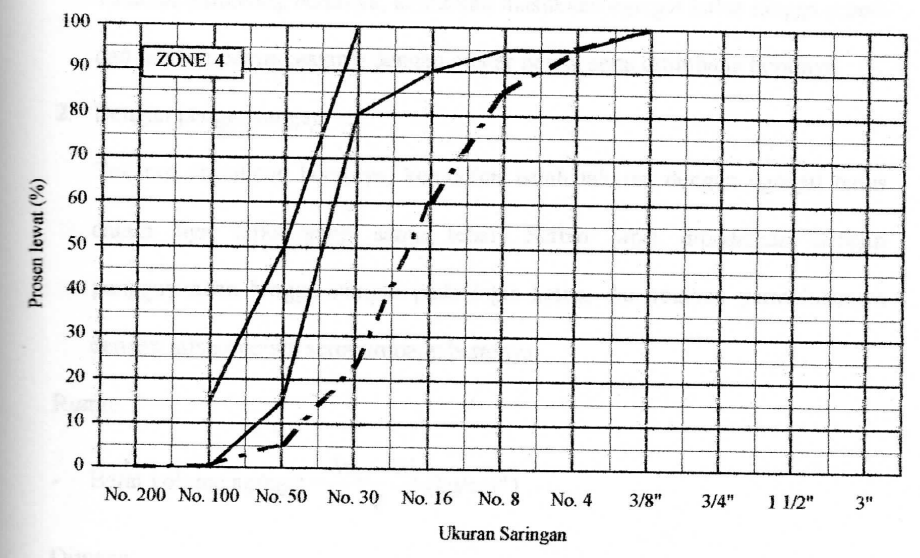 100
ZONE 4
90
80
70
60
50
40
30
20
10
0
Prosen lewat (%)
No. 200 No. 100 No. 50 No. 30 No. 16 No. 8 No. 4 3/8" 3/4" 1 1/2" 3"
Ukuran Saringan